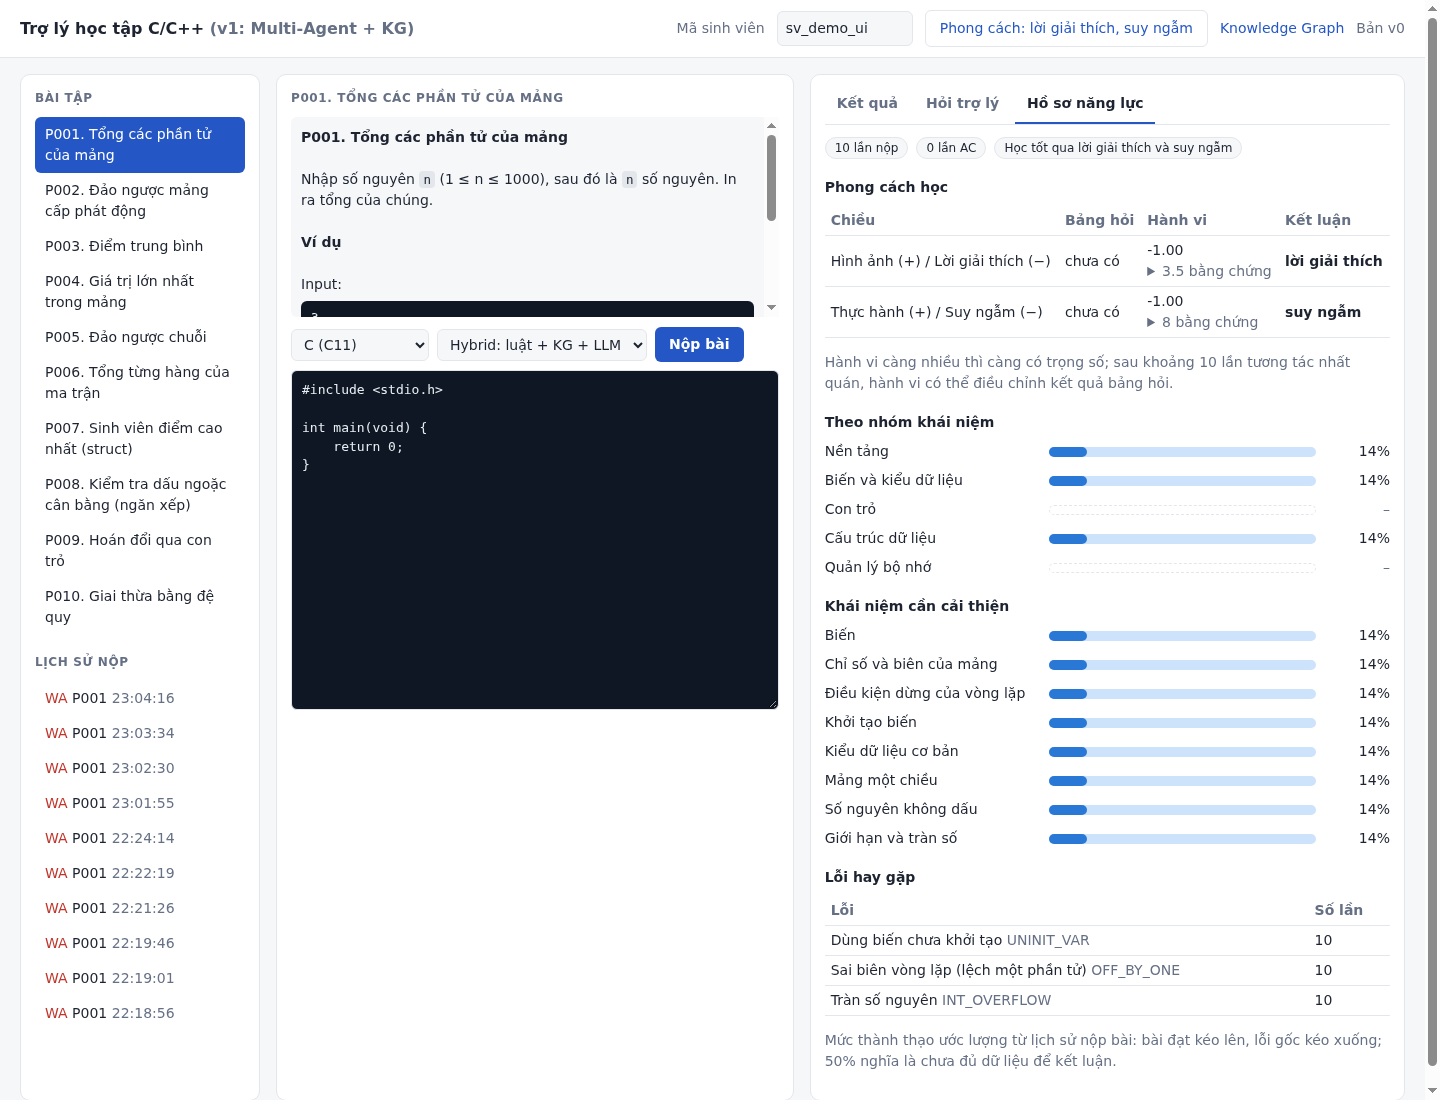 Trợ lý học tập C/C++ (v1: Multi-Agent + KG)
Mã sinh viên
sv_demo_ui
Phong cách: lời giải thích, suy ngẫm
Knowledge Graph
Bản v0
BÀI TẬP
P001. Tổng các phần tử
của mảng
P002. Đảo ngược mảng
cấp phát động
P003. Điểm trung bình
P004. Giá trị lớn nhất
trong mảng
P005. Đảo ngược chuỗi
P006. Tổng từng hàng của
ma trận
P007. Sinh viên điểm cao
nhất (struct)
P008. Kiểm tra dấu ngoặc
cân bằng (ngăn xếp)
P009. Hoán đổi qua con
trỏ
P010. Giai thừa bằng đệ
quy
LỊCH SỬ NỘP
WA P001 23:04:16
WA P001 23:03:34
WA P001 23:02:30
WA P001 23:01:55
WA P001 22:24:14
WA P001 22:22:19
WA P001 22:21:26
WA P001 22:19:46
WA P001 22:19:01
WA P001 22:18:56
P001. TỔNG CÁC PHẦN TỬ CỦA MẢNG
P001. Tổng các phần tử của mảng
Nhập số nguyên n (1 ≤ n ≤ 1000), sau đó là n số nguyên. In
ra tổng của chúng.
Ví dụ
Input:
C (C11)
Hybrid: luật + KG + LLM
Nộp bài
#include <stdio.h>
int main(void) {
    return 0;
}
Kết quả
Hỏi trợ lý
Hồ sơ năng lực
10 lần nộp
0 lần AC
Học tốt qua lời giải thích và suy ngẫm
Phong cách học
Chiều Bảng hỏi Hành vi Kết luận
Hình ảnh (+) / Lời giải thích (−) chưa có -1.00 lời giải thích
▶ 3.5 bằng chứng
Thực hành (+) / Suy ngẫm (−) chưa có -1.00 suy ngẫm
▶ 8 bằng chứng
Hành vi càng nhiều thì càng có trọng số; sau khoảng 10 lần tương tác nhất
quán, hành vi có thể điều chỉnh kết quả bảng hỏi.
Theo nhóm khái niệm
Nền tảng 14%
Biến và kiểu dữ liệu 14%
Con trỏ –
Cấu trúc dữ liệu 14%
Quản lý bộ nhớ –
Khái niệm cần cải thiện
Biến 14%
Chỉ số và biên của mảng 14%
Điều kiện dừng của vòng lặp 14%
Khởi tạo biến 14%
Kiểu dữ liệu cơ bản 14%
Mảng một chiều 14%
Số nguyên không dấu 14%
Giới hạn và tràn số 14%
Lỗi hay gặp
Lỗi Số lần
Dùng biến chưa khởi tạo UNINIT_VAR 10
Sai biên vòng lặp (lệch một phần tử) OFF_BY_ONE 10
Tràn số nguyên INT_OVERFLOW 10
Mức thành thạo ước lượng từ lịch sử nộp bài: bài đạt kéo lên, lỗi gốc kéo xuống;
50% nghĩa là chưa đủ dữ liệu để kết luận.